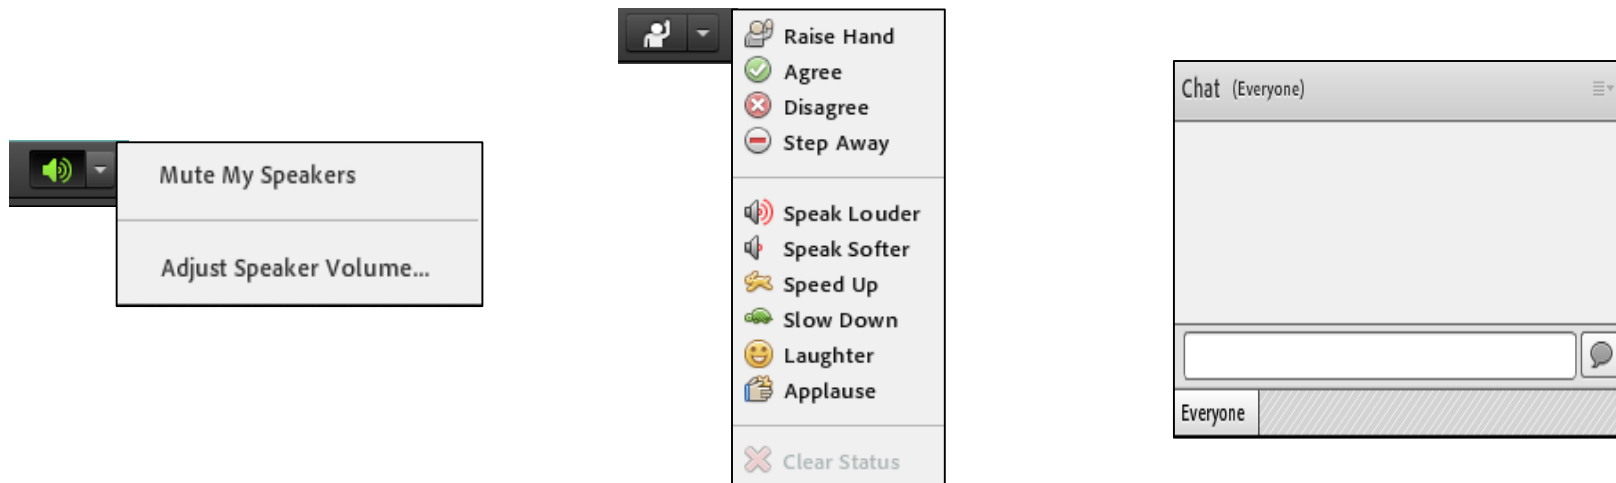 Mute My Speakers
Adjust Speaker Volume...
Raise Hand
Agree
Disagree
Step Away
Speak Louder
Speak Softer
Speed Up
Slow Down
Laughter
Applause
Clear Status
Chat (Everyone)
Everyone